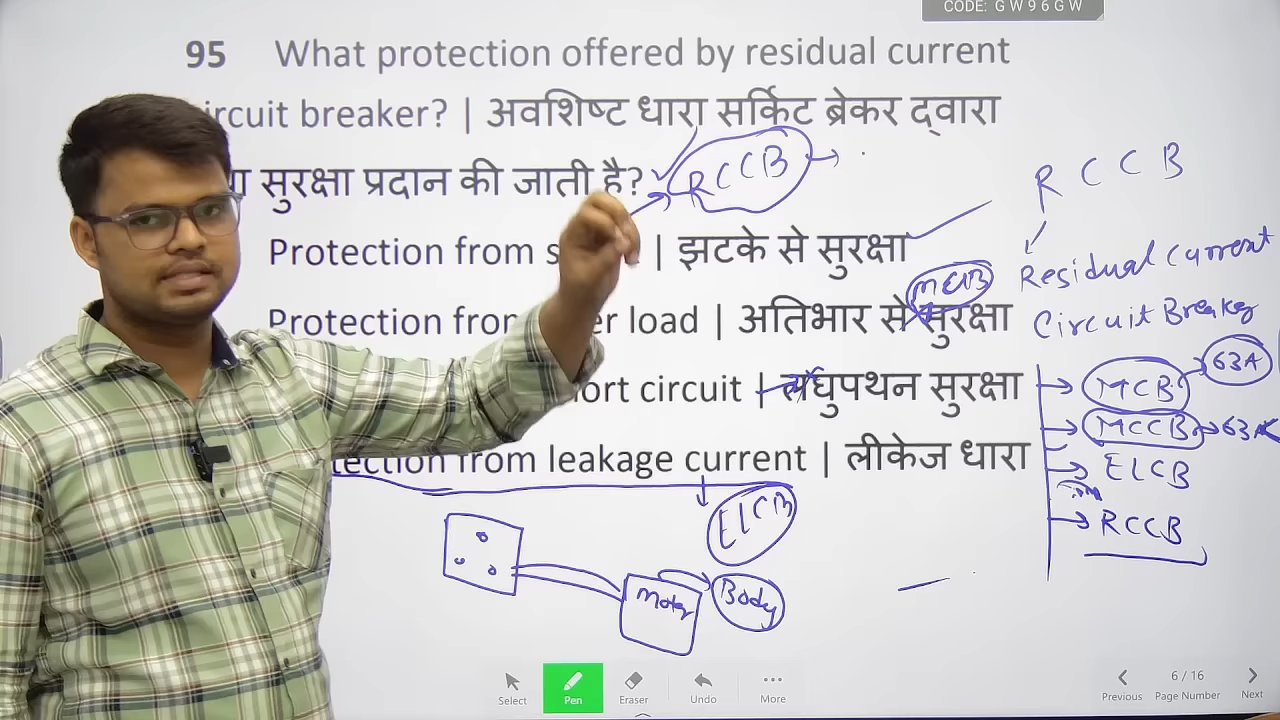 CODE: G W 9 6 G W
95 What protection offered by residual current
ircuit breaker? | अवशिष्ट धारा सर्किट ब्रेकर द्वारा
सुरक्षा प्रदान की जाती है?
RCCB
R C C B
Protection from s | झटके से सुरक्षा
Residual Current
MCB
Protection from er load | अतिभार से सुरक्षा
Circuit Breaker
63A
ort circuit | लघुपथन सुरक्षा
MCB
MCCB
63A
tection from leakage current | लीकेज धारा
ELCB
ELCB
RCCB
Motor
Body
Select
Pen
Eraser
Undo
More
Previous
6 / 16
Page Number
Next